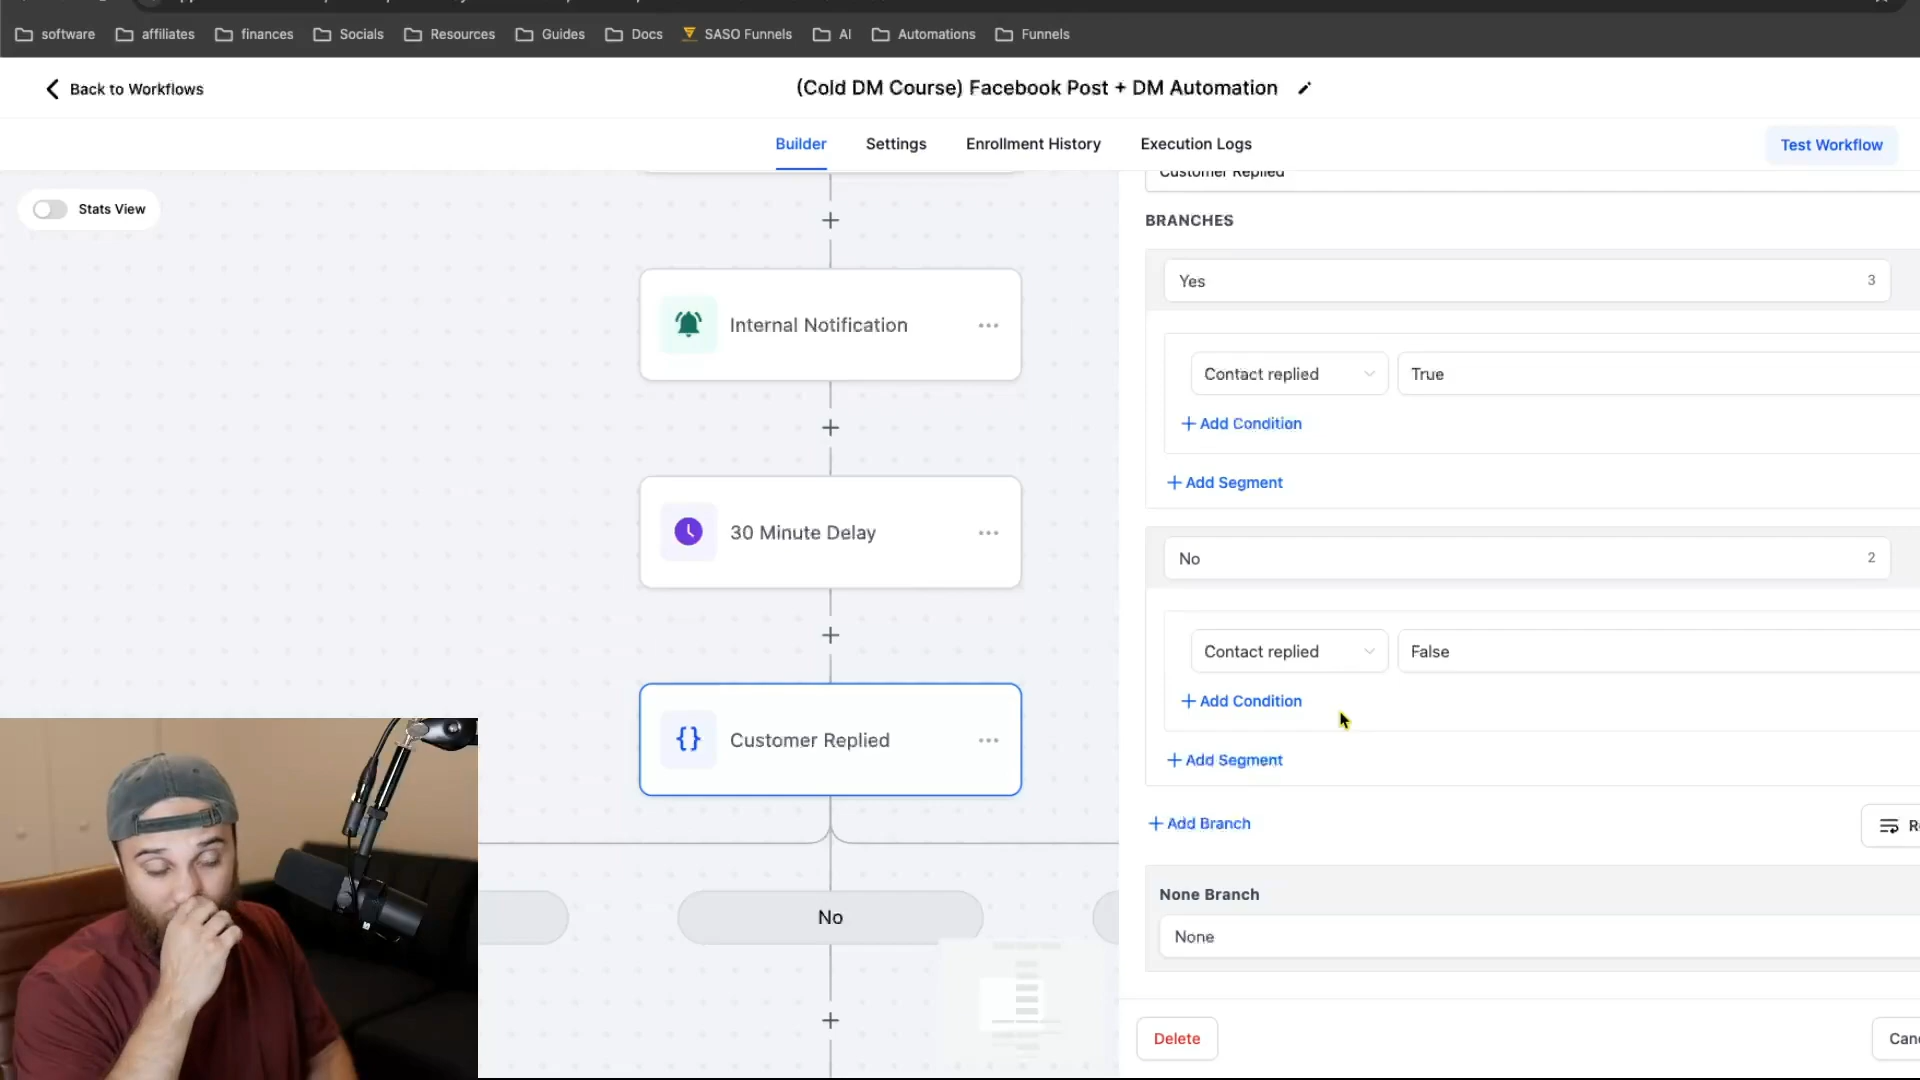 software
affiliates
finances
Socials
Resources
Guides
Docs
SASO Funnels
AI
Automations
Funnels
Back to Workflows
(Cold DM Course) Facebook Post + DM Automation
Builder
Settings
Enrollment History
Execution Logs
Test Workflow
Stats View
Customer Replied
BRANCHES
Yes 3
Contact replied True
+ Add Condition
+ Add Segment
No 2
Contact replied False
+ Add Condition
+ Add Segment
+ Add Branch
None Branch
None
Delete
Internal Notification
30 Minute Delay
Customer Replied
No